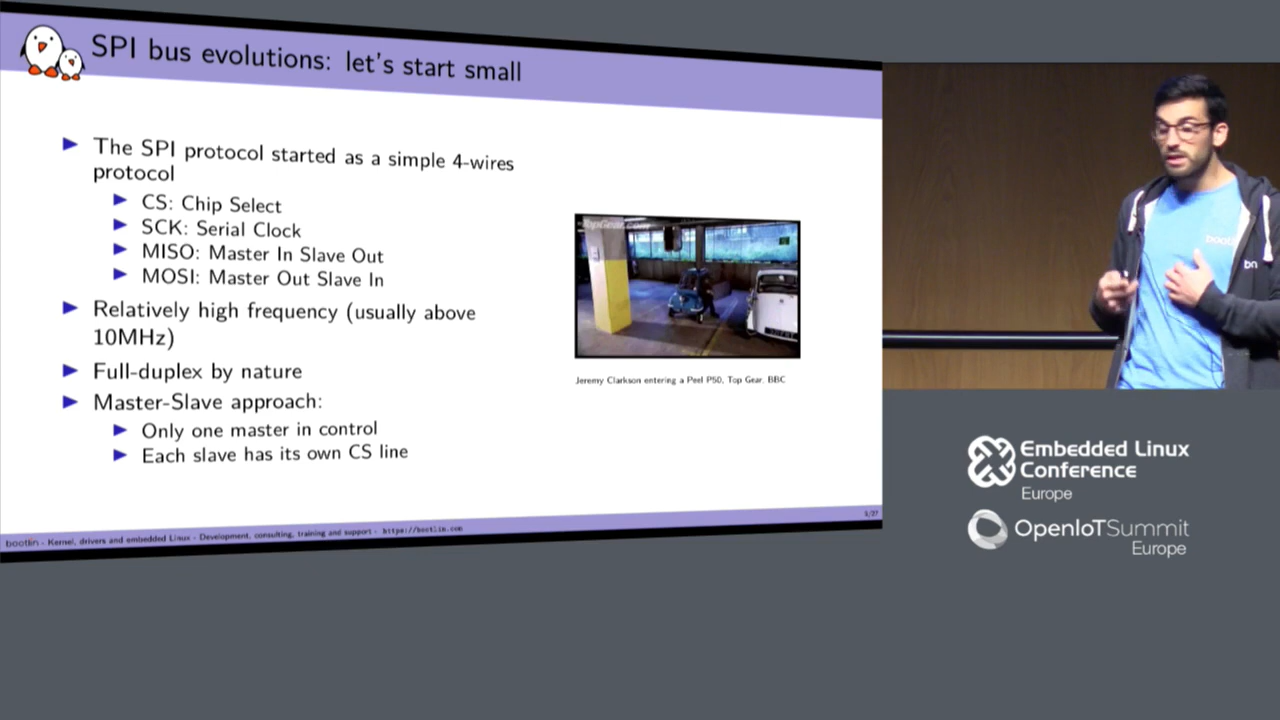 SPI bus evolutions: let's start small
The SPI protocol started as a simple 4-wires
protocol
CS: Chip Select
SCK: Serial Clock
MISO: Master In Slave Out
MOSI: Master Out Slave In
Relatively high frequency (usually above
10MHz)
Full-duplex by nature
Master-Slave approach:
Only one master in control
Each slave has its own CS line
TopGear.com
Jeremy Clarkson entering a Peel P50, Top Gear, BBC
bootlin - Kernel, drivers and embedded Linux - Development, consulting, training and support - https://bootlin.com
bn
Embedded Linux
Conference
Europe
OpenIoTSummit
Europe